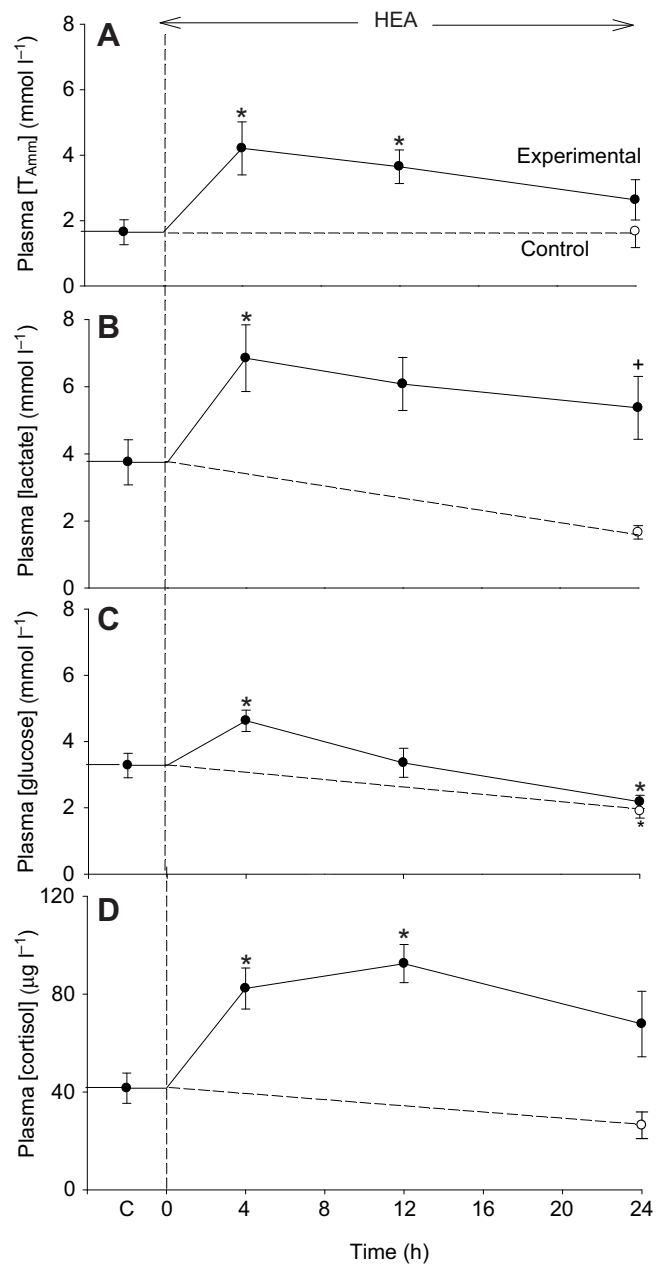 HEA
A
Plasma [T_Amm] (mmol l⁻¹)
8
6
4
2
0
*
*
Experimental
Control
B
Plasma [lactate] (mmol l⁻¹)
8
6
4
2
0
*
+
C
Plasma [glucose] (mmol l⁻¹)
8
6
4
2
0
*
*
*
D
Plasma [cortisol] (µg l⁻¹)
120
80
40
0
*
*
C 0 4 8 12 16 20 24
Time (h)